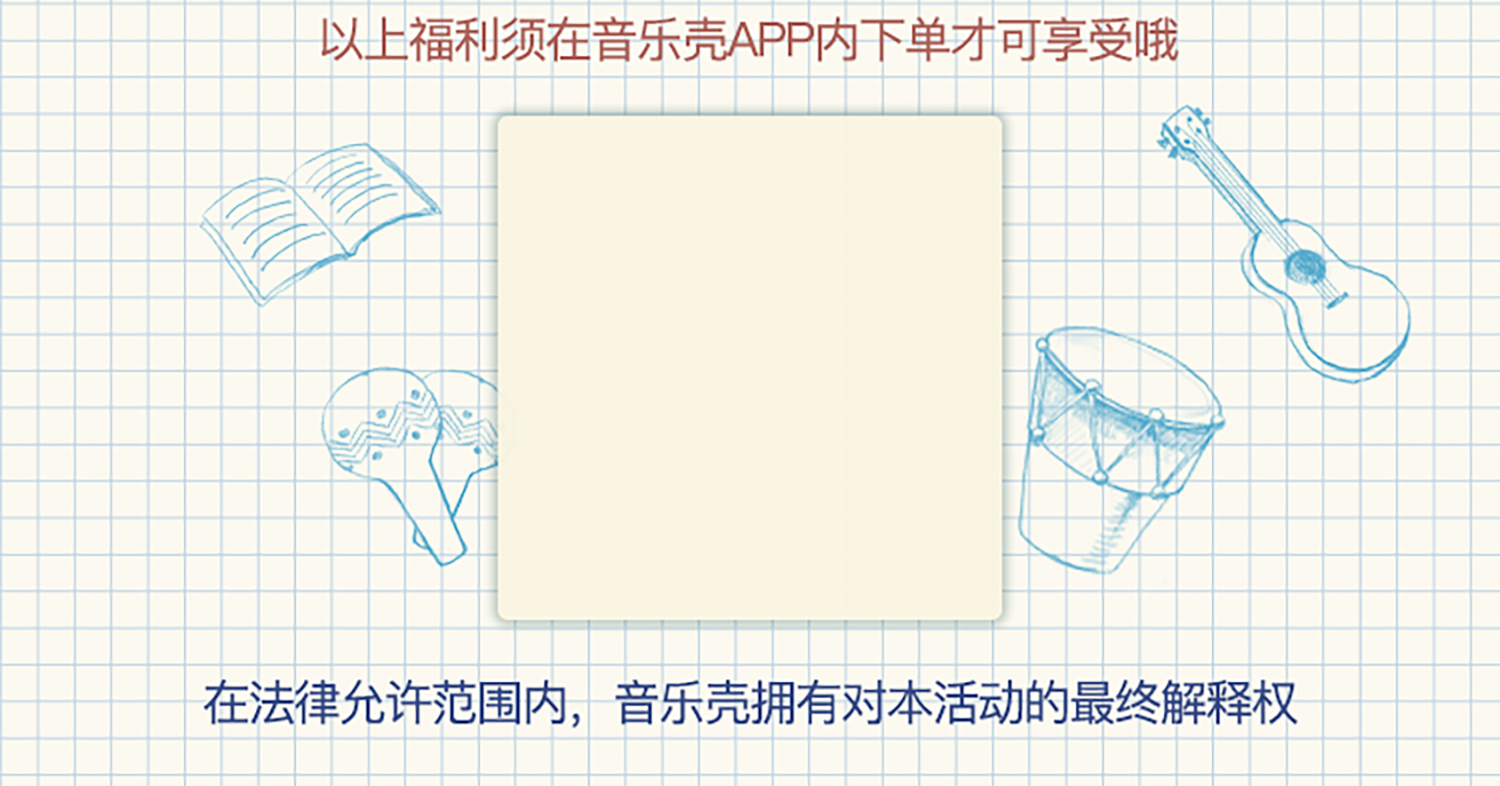 以上福利须在音乐壳APP内下单才可享受哦
在法律允许范围内，音乐壳拥有对本活动的最终解释权